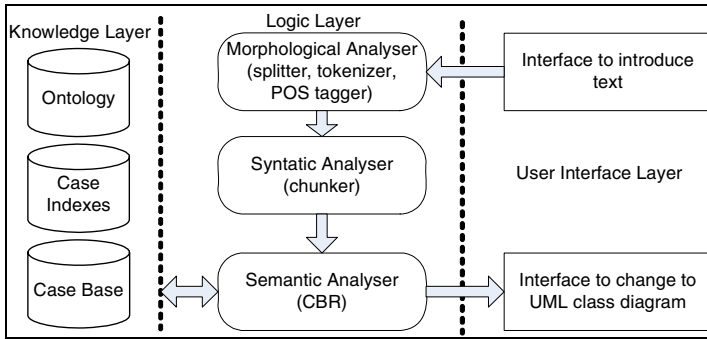 Knowledge Layer
Ontology
Case
Indexes
Case Base
Logic Layer
Morphological Analyser
(splitter, tokenizer,
POS tagger)
Syntatic Analyser
(chunker)
Semantic Analyser
(CBR)
Interface to introduce
text
User Interface Layer
Interface to change to
UML class diagram